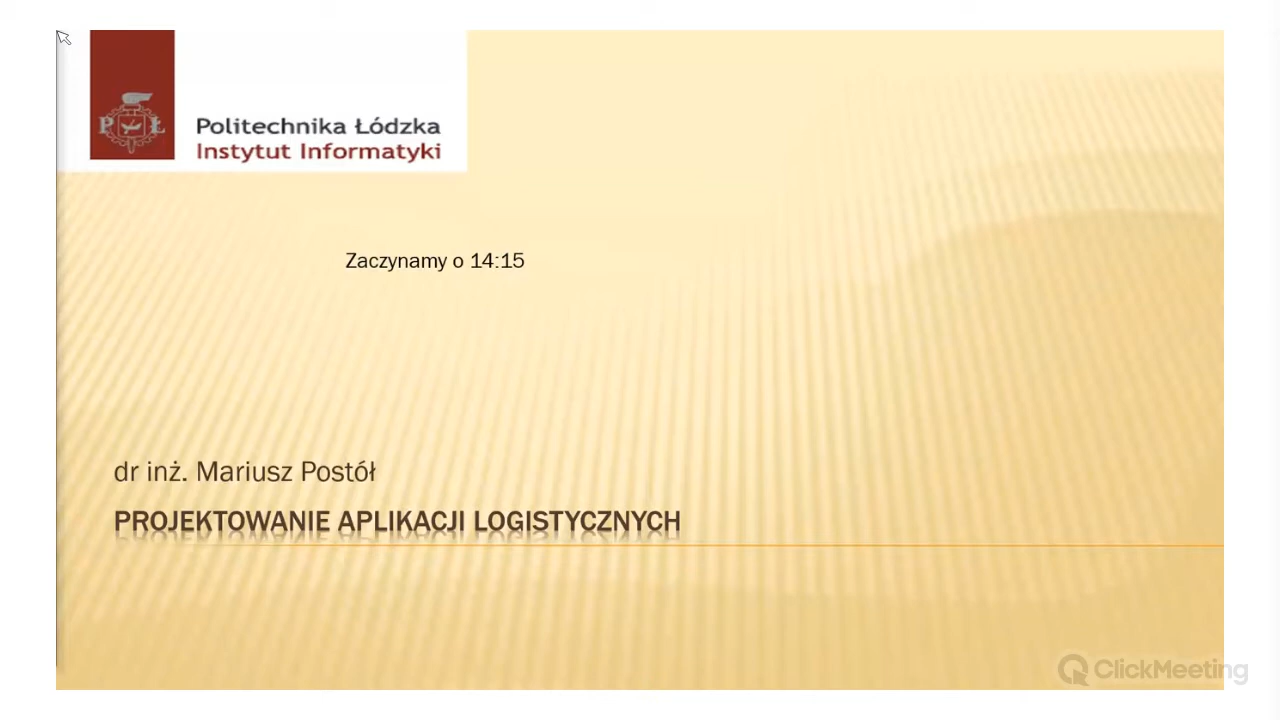 P Ł
Politechnika Łódzka
Instytut Informatyki
Zaczynamy o 14:15
dr inż. Mariusz Postół
PROJEKTOWANIE APLIKACJI LOGISTYCZNYCH
ClickMeeting